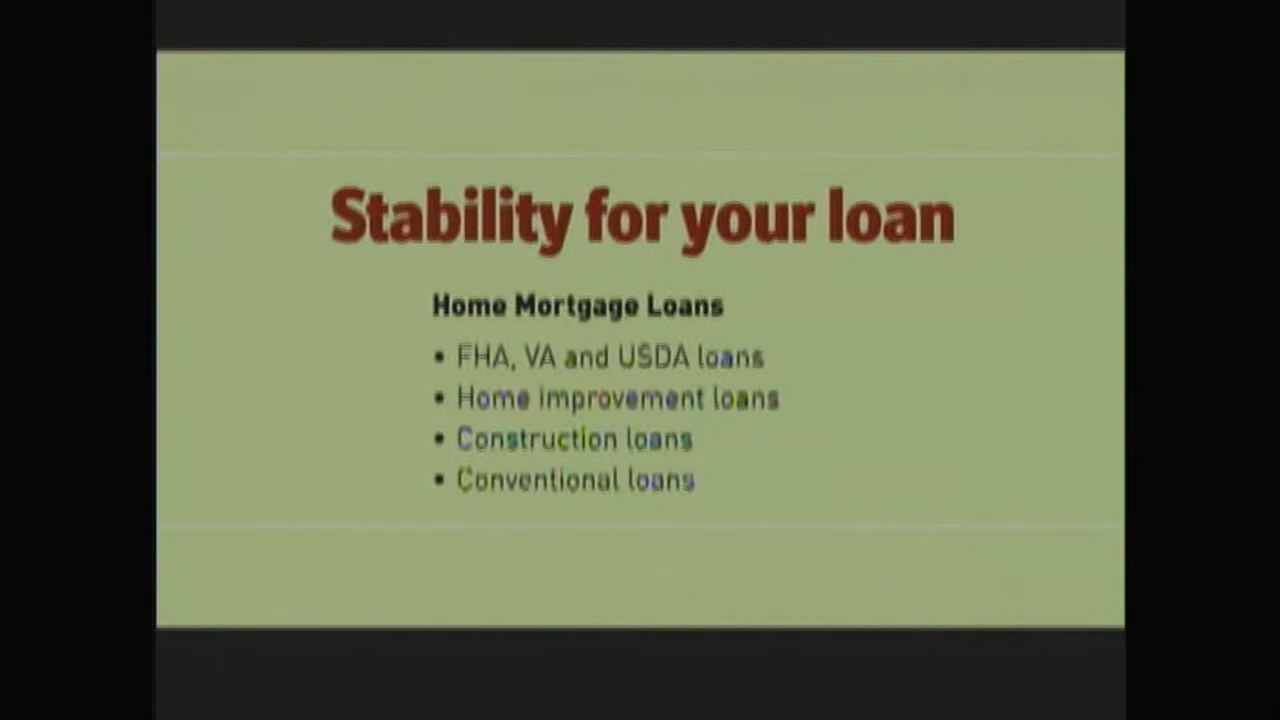 Stability for your loan
Home Mortgage Loans
• FHA, VA and USDA loans
• Home improvement loans
• Construction loans
• Conventional loans